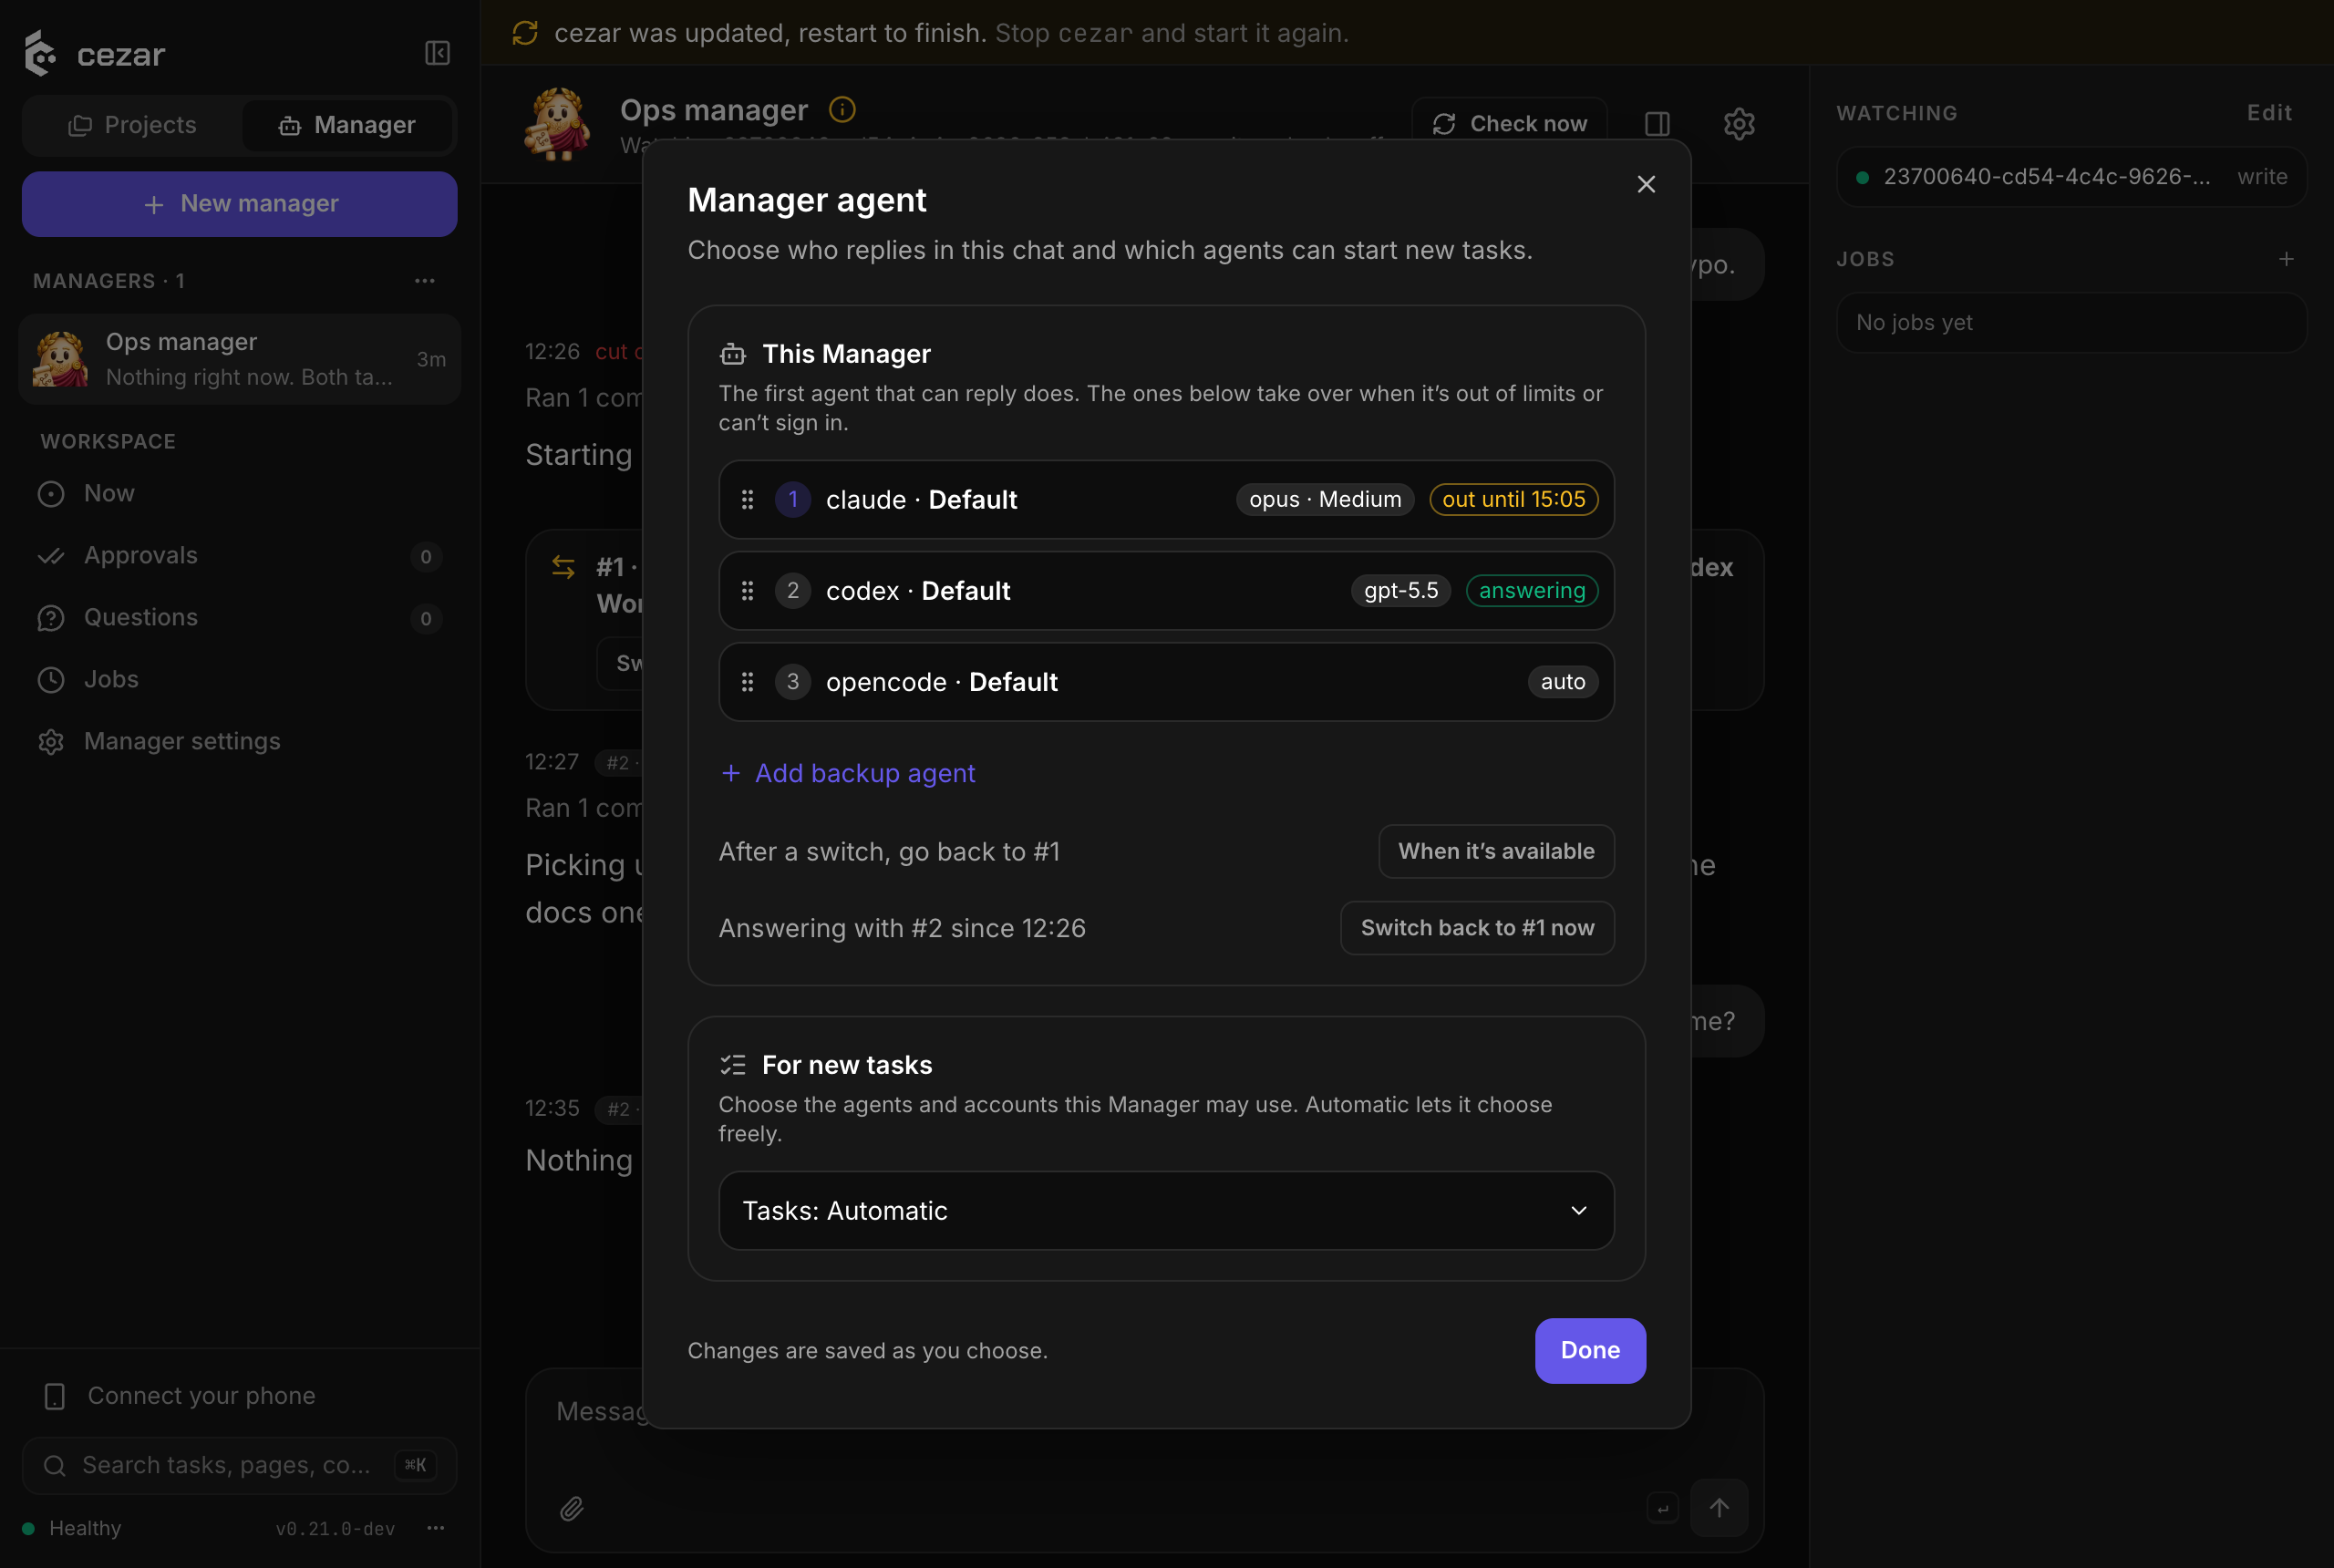 cezar
Projects
Manager
New manager
MANAGERS · 1
Ops manager
3m
Nothing right now. Both ta...
WORKSPACE
Now
Approvals
0
Questions
0
Jobs
Manager settings
Connect your phone
Search tasks, pages, co...
⌘K
Healthy
v0.21.0-dev
cezar was updated, restart to finish. Stop cezar and start it again.
Ops manager
Check now
ypo.
12:26 cut
Ran 1 com
Starting
#1 ·
dex
Wor
Sw
12:27 #2 ·
Ran 1 com
Picking u
ne
docs one
me?
12:35 #2 ·
Nothing
Messag
Manager agent
Choose who replies in this chat and which agents can start new tasks.
This Manager
The first agent that can reply does. The ones below take over when it’s out of limits or
can’t sign in.
1 claude · Default opus · Medium out until 15:05
2 codex · Default gpt-5.5 answering
3 opencode · Default auto
+ Add backup agent
After a switch, go back to #1 When it’s available
Answering with #2 since 12:26 Switch back to #1 now
For new tasks
Choose the agents and accounts this Manager may use. Automatic lets it choose
freely.
Tasks: Automatic
Changes are saved as you choose.
Done
WATCHING Edit
23700640-cd54-4c4c-9626-... write
JOBS +
No jobs yet